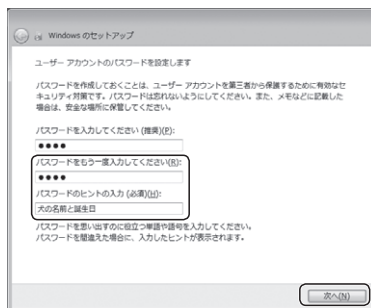 Windows のセットアップ
ユーザー アカウントのパスワードを設定します
パスワードを作成しておくことは、ユーザー アカウントを第三者から保護するために有効なセ
キュリティ対策です。パスワードは忘れないようにしてください。また、メモなどに記載した
場合は、安全な場所に保管してください。
パスワードを入力してください (推奨)(P):
●●●●
パスワードをもう一度入力してください(R):
●●●●
パスワードのヒントの入力 (必須)(H):
犬の名前と誕生日
パスワードを思い出すのに役立つ単語や語句を入力してください。
パスワードを間違えた場合に、入力したヒントが表示されます。
次へ(N)